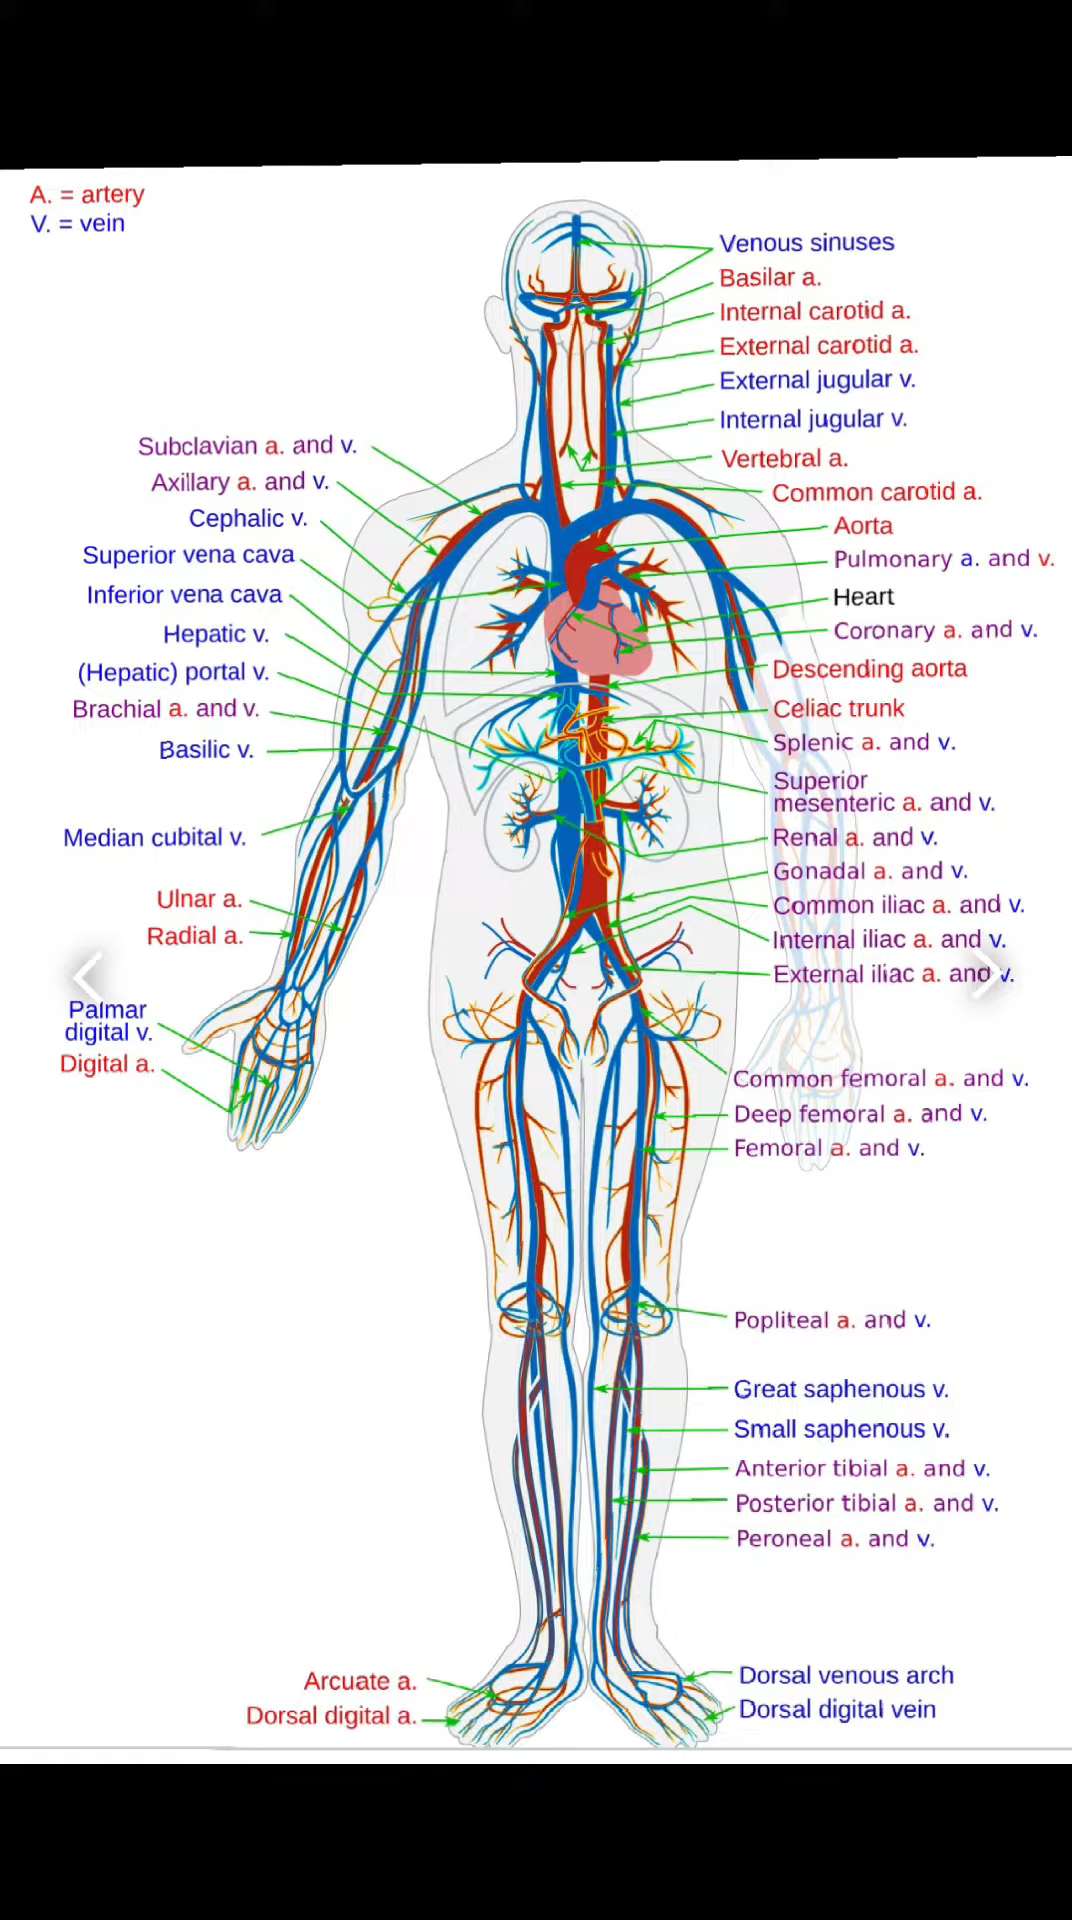 A. = artery
V. = vein
Venous sinuses
Basilar a.
Internal carotid a.
External carotid a.
External jugular v.
Internal jugular v.
Vertebral a.
Common carotid a.
Aorta
Pulmonary a. and v.
Heart
Coronary a. and v.
Descending aorta
Celiac trunk
Splenic a. and v.
Superior
mesenteric a. and v.
Renal a. and v.
Gonadal a. and v.
Common iliac a. and v.
Internal iliac a. and v.
External iliac a. and v.
Common femoral a. and v.
Deep femoral a. and v.
Femoral a. and v.
Popliteal a. and v.
Great saphenous v.
Small saphenous v.
Anterior tibial a. and v.
Posterior tibial a. and v.
Peroneal a. and v.
Dorsal venous arch
Dorsal digital vein
Subclavian a. and v.
Axillary a. and v.
Cephalic v.
Superior vena cava
Inferior vena cava
Hepatic v.
(Hepatic) portal v.
Brachial a. and v.
Basilic v.
Median cubital v.
Ulnar a.
Radial a.
Palmar
digital v.
Digital a.
Arcuate a.
Dorsal digital a.